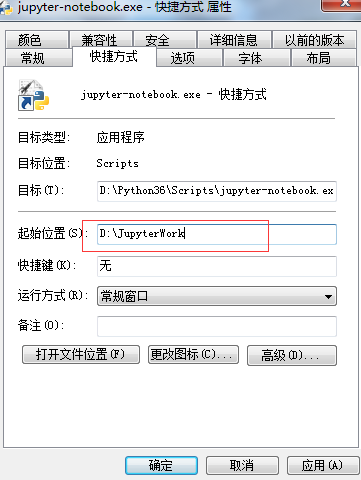 jupyter-notebook.exe - 快捷方式 属性
颜色 兼容性 安全 详细信息 以前的版本
常规 快捷方式 选项 字体 布局
jupyter-notebook.exe - 快捷方式
目标类型: 应用程序
目标位置: Scripts
目标(T): D:\Python36\Scripts\jupyter-notebook.ex
起始位置(S): D:\JupyterWork
快捷键(K): 无
运行方式(R): 常规窗口
备注(O):
打开文件位置(F) 更改图标(C)... 高级(D)...
确定 取消 应用(A)